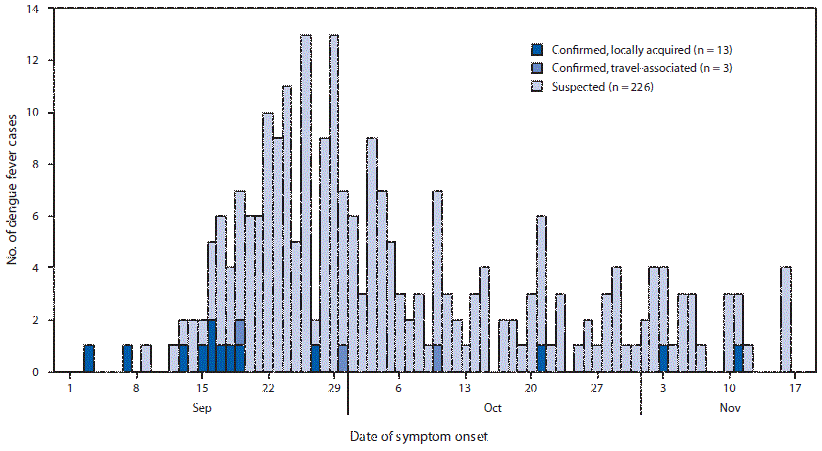 14
12
10
8
6
4
2
0
No. of dengue fever cases
Confirmed, locally acquired (n = 13)
Confirmed, travel-associated (n = 3)
Suspected (n = 226)
1 8 15 22 29 6 13 20 27 3 10 17
Sep Oct Nov
Date of symptom onset